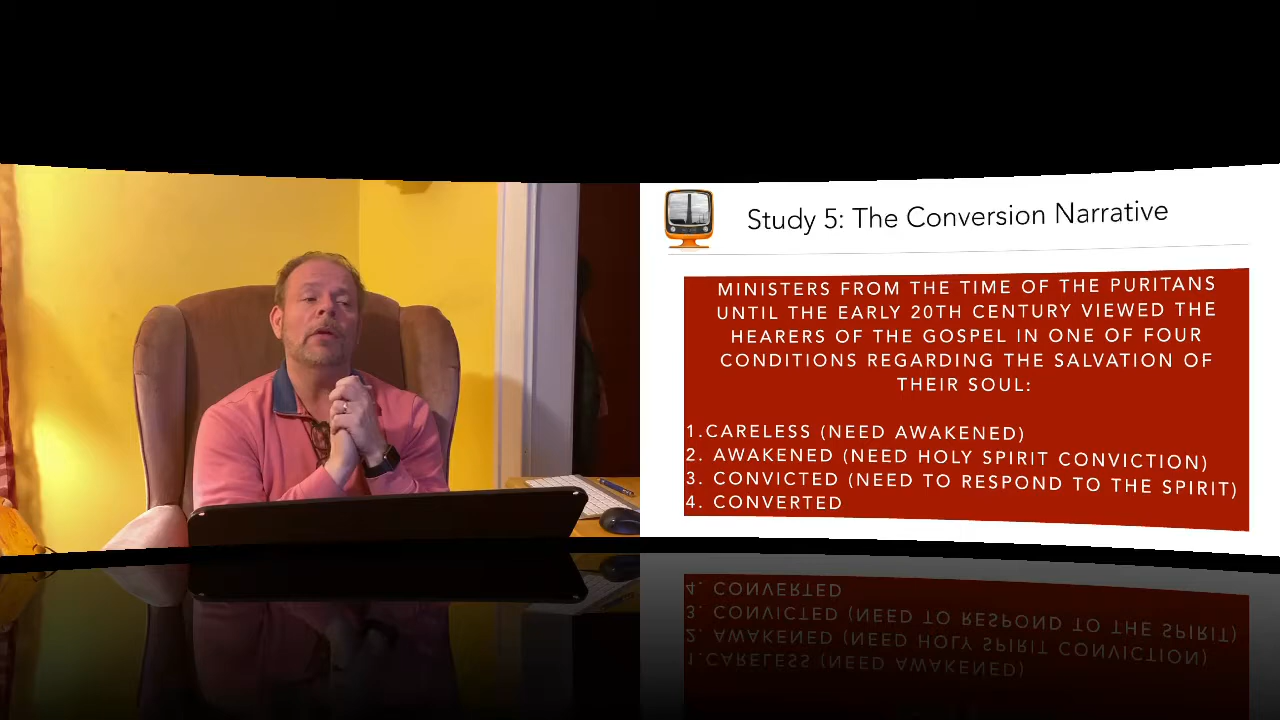 Study 5: The Conversion Narrative
MINISTERS FROM THE TIME OF THE PURITANS
UNTIL THE EARLY 20TH CENTURY VIEWED THE
HEARERS OF THE GOSPEL IN ONE OF FOUR
CONDITIONS REGARDING THE SALVATION OF
THEIR SOUL:
1.CARELESS (NEED AWAKENED)
2. AWAKENED (NEED HOLY SPIRIT CONVICTION)
3. CONVICTED (NEED TO RESPOND TO THE SPIRIT)
4. CONVERTED